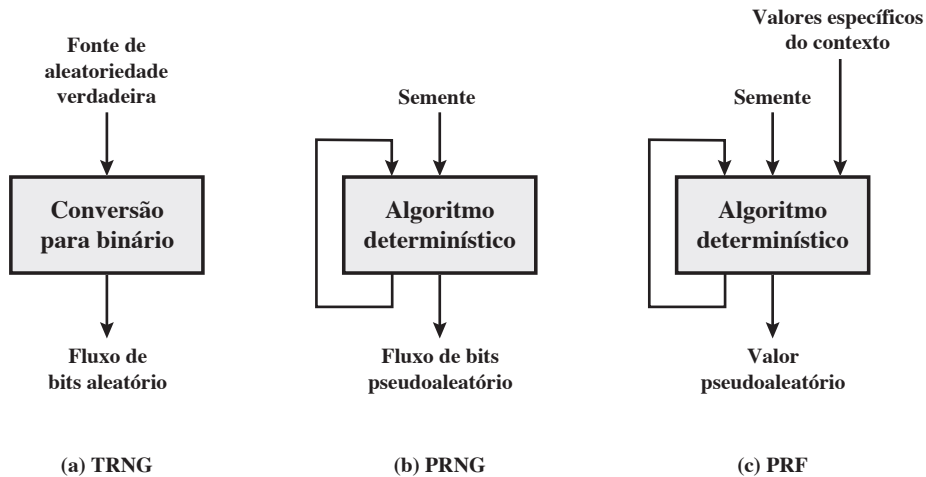 Fonte de
aleatoriedade
verdadeira
Conversão
para binário
Fluxo de
bits aleatório
(a) TRNG
Semente
Algoritmo
determinístico
Fluxo de bits
pseudoaleatório
(b) PRNG
Valores específicos
do contexto
Semente
Algoritmo
determinístico
Valor
pseudoaleatório
(c) PRF